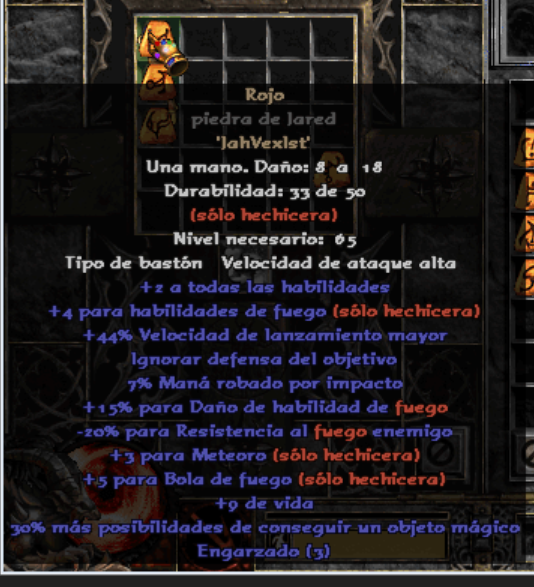 Rojo
piedra de Jared
'JahVexIst'
Una mano. Daño: 8 a 18
Durabilidad: 33 de 50
(sólo hechicera)
Nivel necesario: 65
Tipo de bastón Velocidad de ataque alta
+2 a todas las habilidades
+4 para habilidades de fuego (sólo hechicera)
+44% Velocidad de lanzamiento mayor
Ignorar defensa del objetivo
7% Maná robado por impacto
+15% para Daño de habilidad de fuego
-20% para Resistencia al fuego enemigo
+3 para Meteoro (sólo hechicera)
+5 para Bola de fuego (sólo hechicera)
+9 de vida
30% más posibilidades de conseguir un objeto mágico
Engarzado (3)